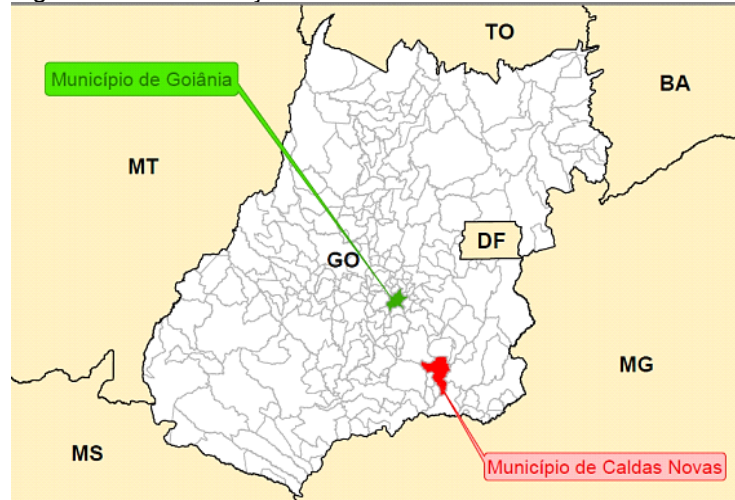 TO
Município de Goiânia
BA
MT
DF
GO
MG
MS
Município de Caldas Novas